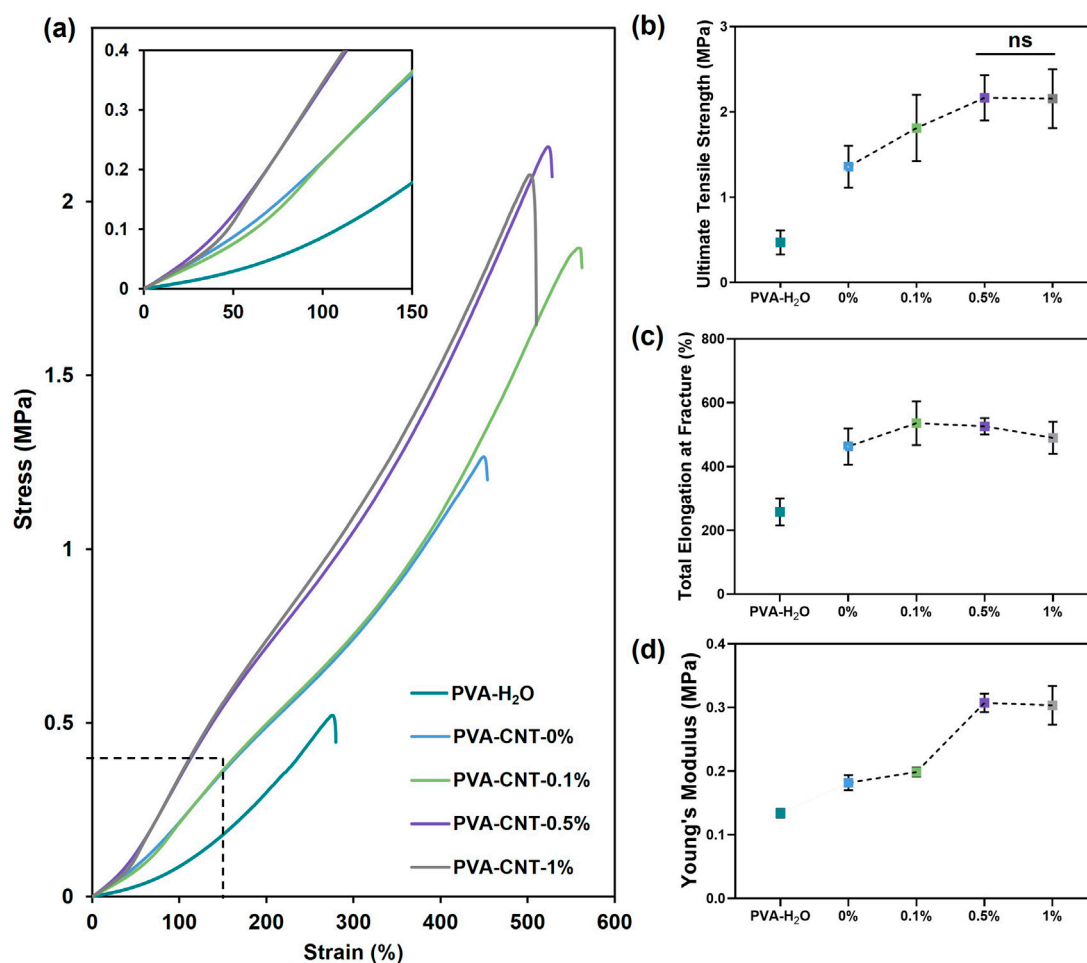 (a)
Stress (MPa)
2
1.5
1
0.5
0
0 100 200 300 400 500 600
Strain (%)
0.4
0.3
0.2
0.1
0
0 50 100 150
PVA-H₂O
PVA-CNT-0%
PVA-CNT-0.1%
PVA-CNT-0.5%
PVA-CNT-1%
(b)
Ultimate Tensile Strength (MPa)
3
2
1
0
ns
PVA-H₂O 0% 0.1% 0.5% 1%
(c)
Total Elongation at Fracture (%)
800
600
400
200
0
PVA-H₂O 0% 0.1% 0.5% 1%
(d)
Young's Modulus (MPa)
0.4
0.3
0.2
0.1
0.0
PVA-H₂O 0% 0.1% 0.5% 1%